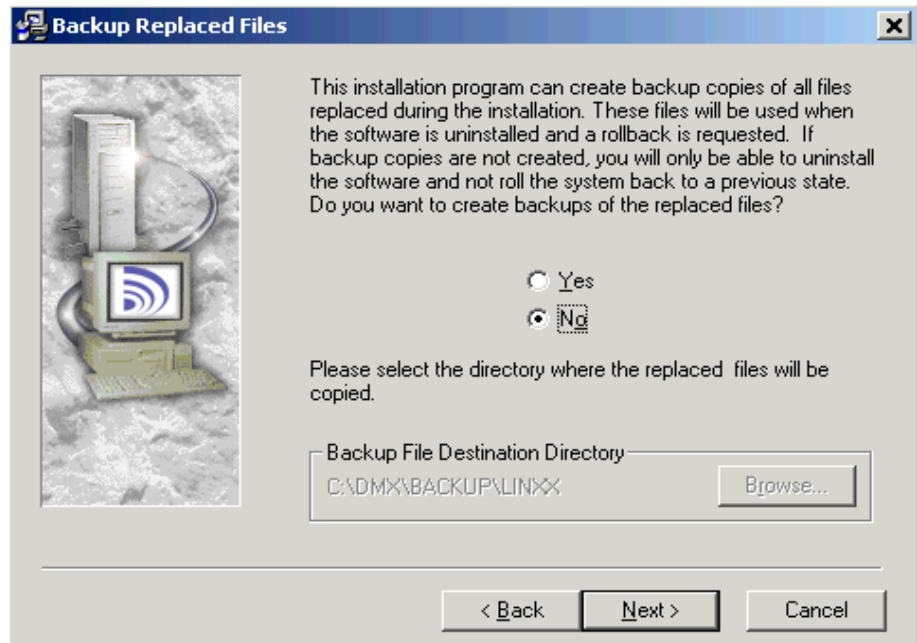 Backup Replaced Files
This installation program can create backup copies of all files
replaced during the installation. These files will be used when
the software is uninstalled and a rollback is requested. If
backup copies are not created, you will only be able to uninstall
the software and not roll the system back to a previous state.
Do you want to create backups of the replaced files?
Yes
No
Please select the directory where the replaced files will be
copied.
Backup File Destination Directory
C:\DMX\BACKUP\LINXX
Browse...
< Back
Next >
Cancel